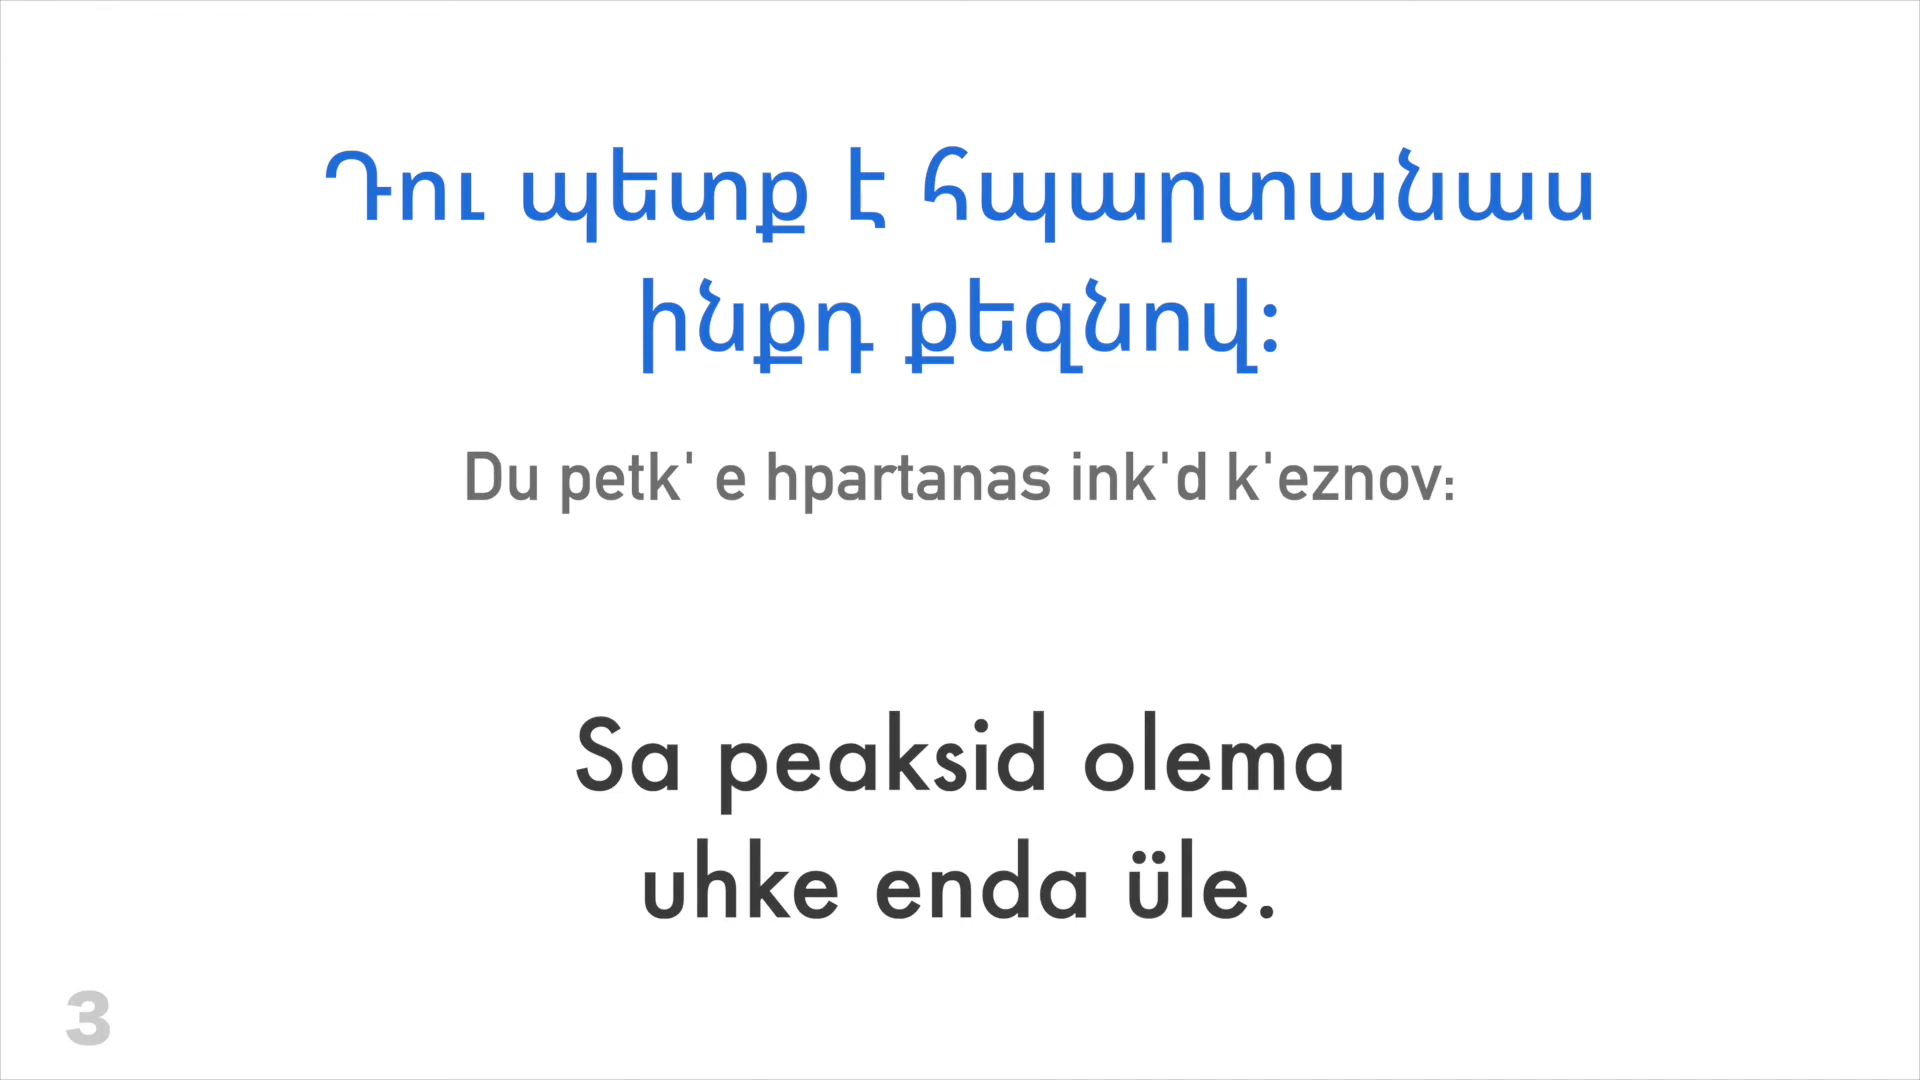 Դու պետք է հպարտանաս
ինքդ քեզնով:
Du petk' e hpartanas ink'd k'eznov:
Sa peaksid olema
uhke enda üle.
3